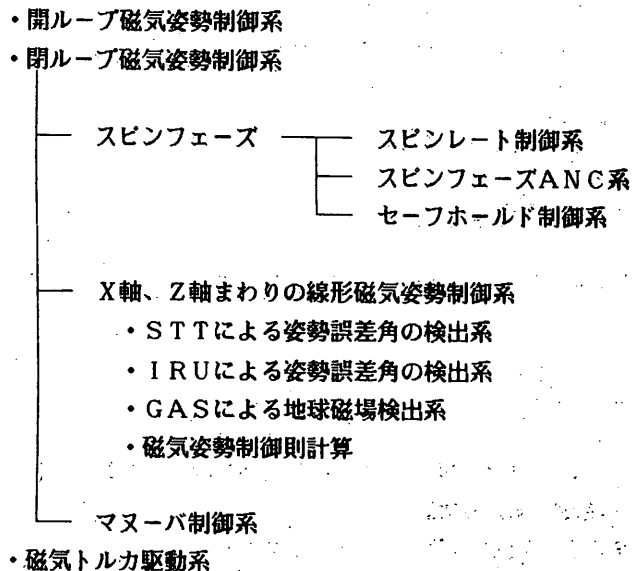 ・開ループ磁気姿勢制御系
・閉ループ磁気姿勢制御系
スピンフェーズ
スピンレート制御系
スピンフェーズＡＮＣ系
セーフホールド制御系
Ｘ軸、Ｚ軸まわりの線形磁気姿勢制御系
・ＳＴＴによる姿勢誤差角の検出系
・ＩＲＵによる姿勢誤差角の検出系
・ＧＡＳによる地球磁場検出系
・磁気姿勢制御則計算
マヌーバ制御系
・磁気トルカ駆動系